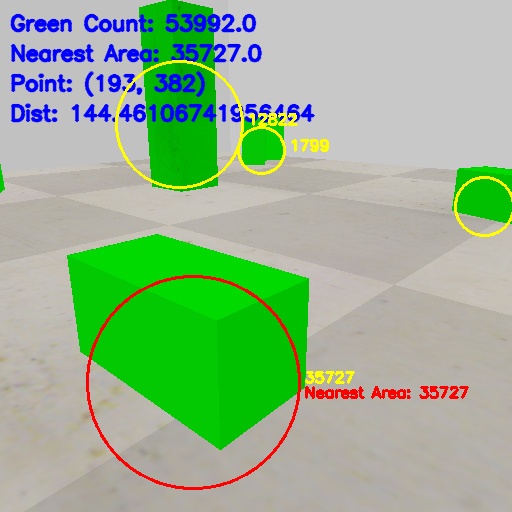 Green Count: 53992.0
Nearest Area: 35727.0
Point: (193, 382)
Dist: 144.46106741956464
12822
1799
35727
Nearest Area: 35727